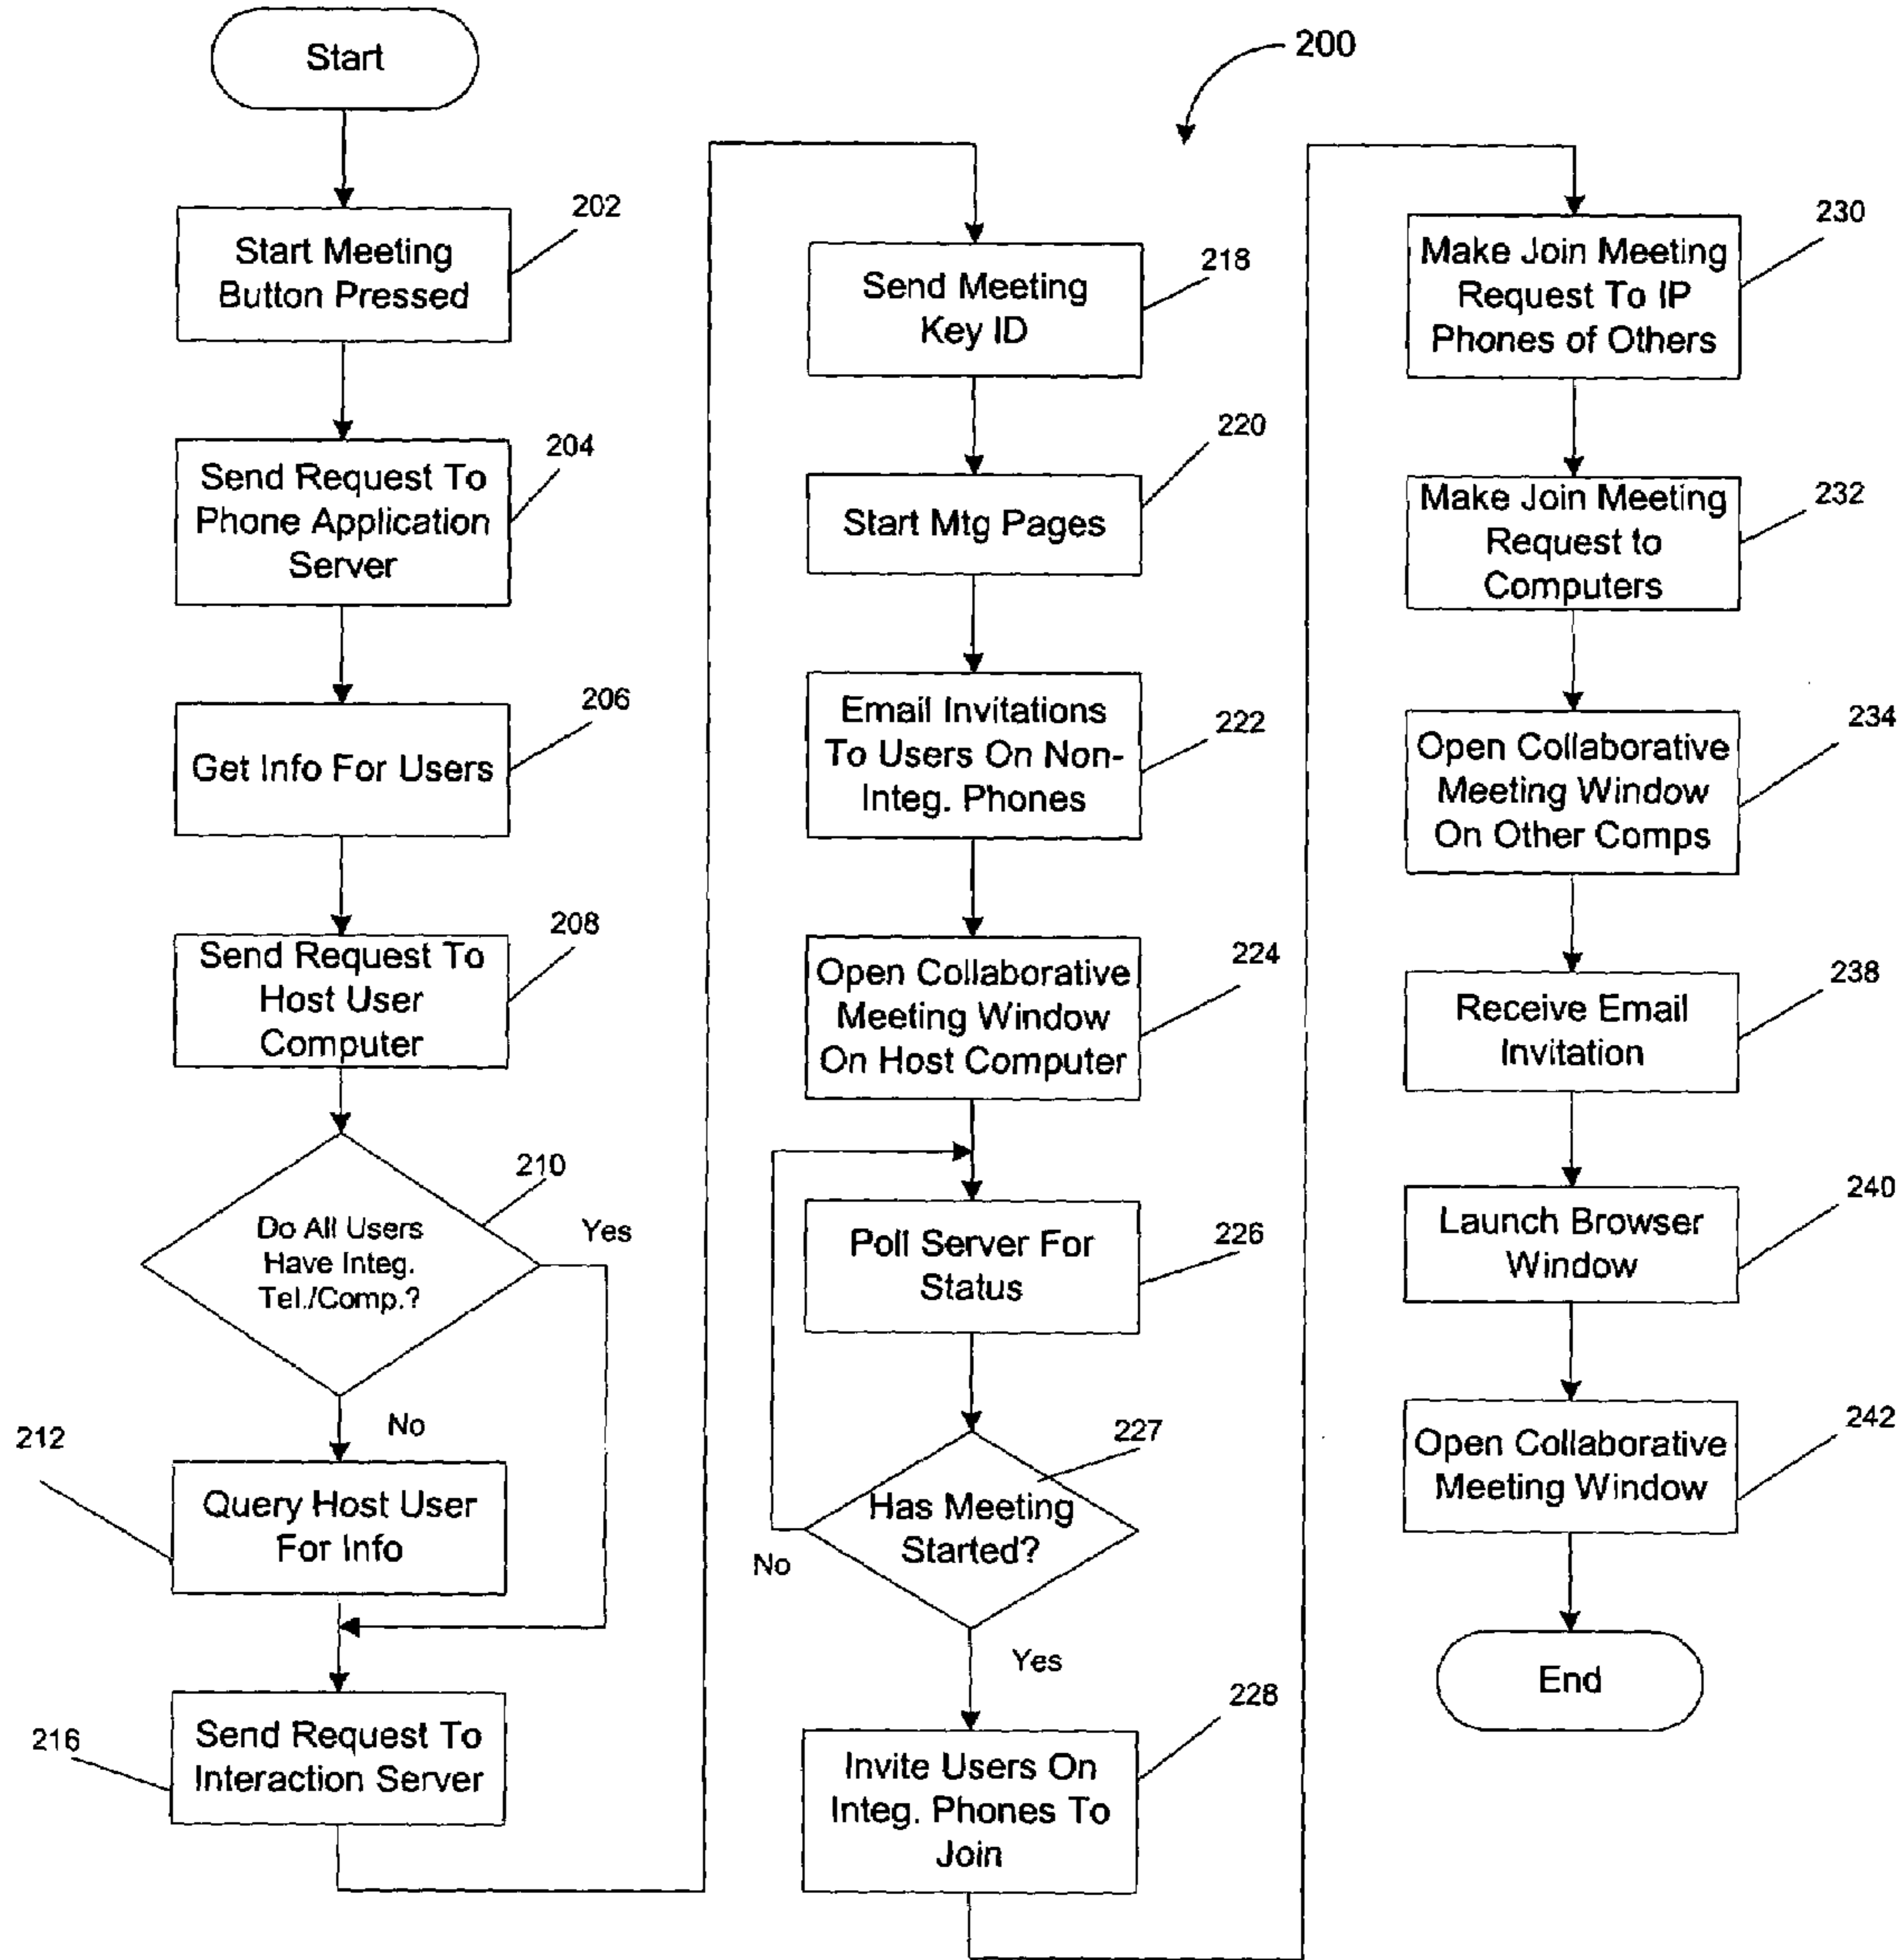 Start
200
Start Meeting
Button Pressed
202
Send Request To
Phone Application
Server
204
Get Info For Users
206
Send Request To
Host User
Computer
208
Do All Users
Have Integ.
Tel./Comp.?
210
Yes
No
212
Query Host User
For Info
216
Send Request To
Interaction Server
Send Meeting
Key ID
218
Start Mtg Pages
220
Email Invitations
To Users On Non-
Integ. Phones
222
Open Collaborative
Meeting Window
On Host Computer
224
Poll Server For
Status
226
Has Meeting
Started?
227
No
Yes
Invite Users On
Integ. Phones To
Join
228
Make Join Meeting
Request To IP
Phones of Others
230
Make Join Meeting
Request to
Computers
232
Open Collaborative
Meeting Window
On Other Comps
234
Receive Email
Invitation
238
Launch Browser
Window
240
Open Collaborative
Meeting Window
242
End